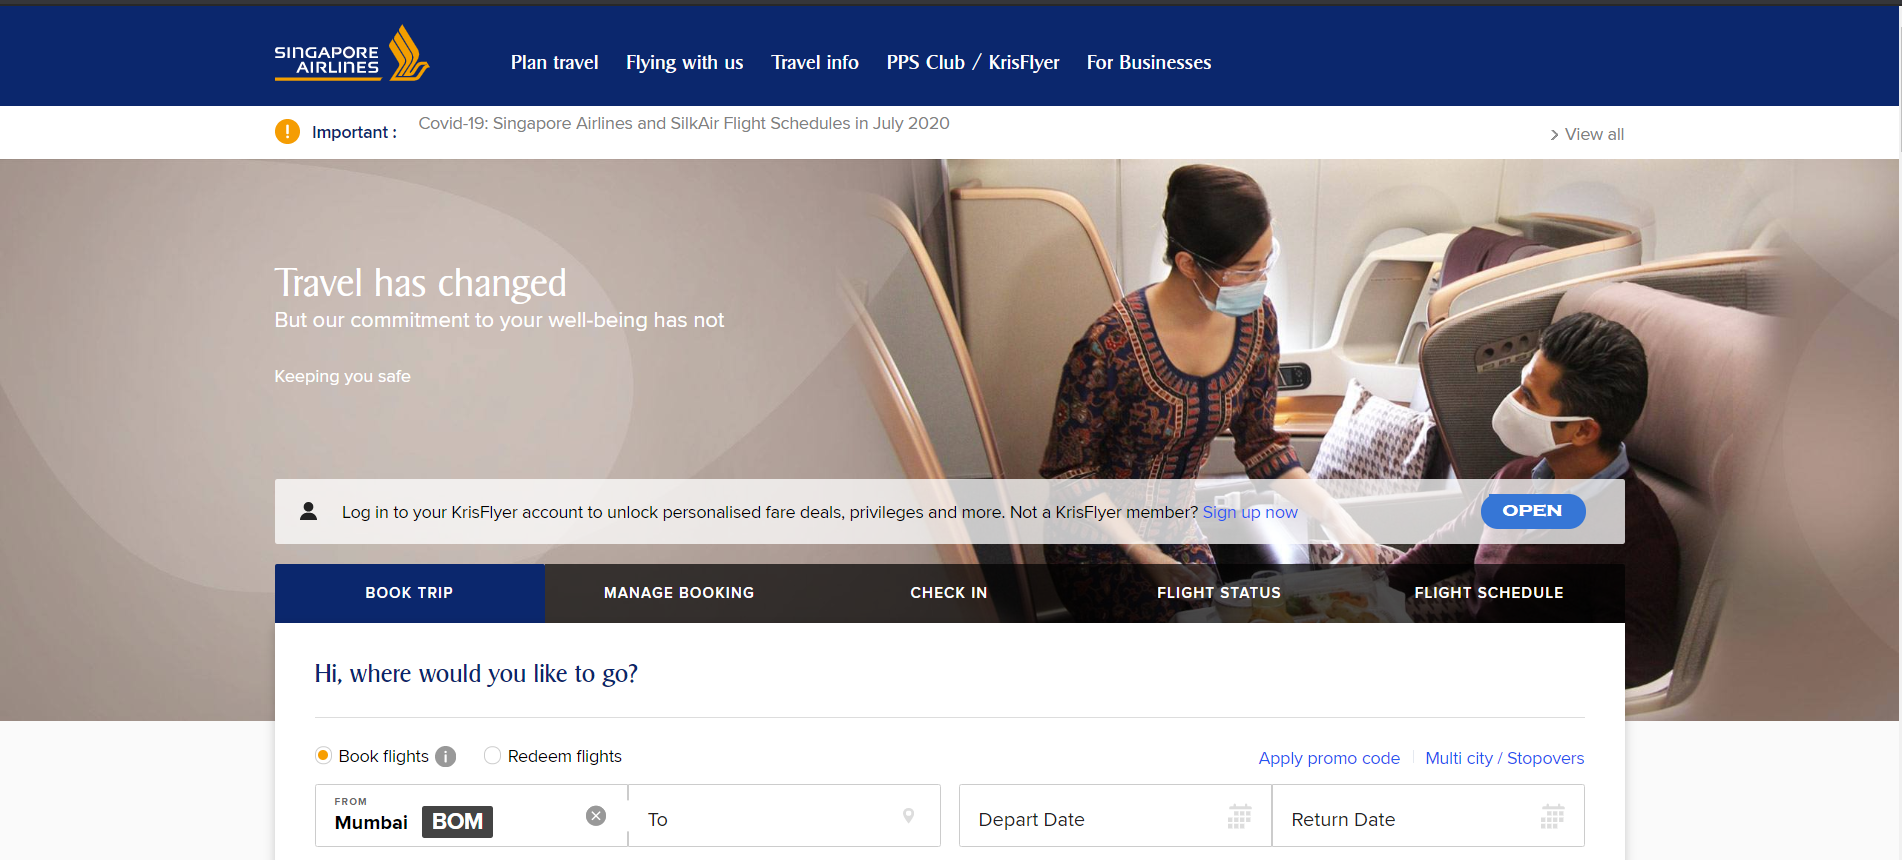 SINGAPORE
AIRLINES
Plan travel
Flying with us
Travel info
PPS Club / KrisFlyer
For Businesses
Important :
Covid-19: Singapore Airlines and SilkAir Flight Schedules in July 2020
View all
Travel has changed
But our commitment to your well-being has not
Keeping you safe
Log in to your KrisFlyer account to unlock personalised fare deals, privileges and more. Not a KrisFlyer member? Sign up now
OPEN
BOOK TRIP
MANAGE BOOKING
CHECK IN
FLIGHT STATUS
FLIGHT SCHEDULE
Hi, where would you like to go?
Book flights
Redeem flights
Apply promo code
Multi city / Stopovers
FROM
Mumbai BOM
To
Depart Date
Return Date